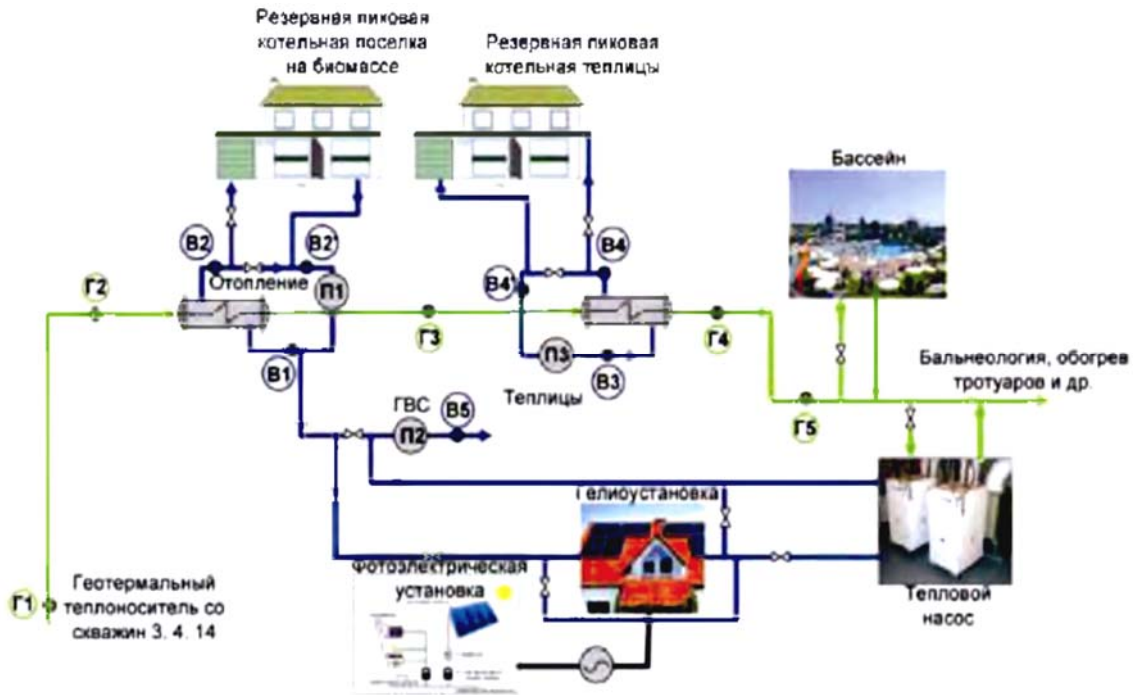 Резервная пиковая
котельная поселка
на биомассе
Резервная пиковая
котельная теплицы
Бассейн
В2
В2'
В4
Г2
Отопление
П1
В4'
Г3
Г4
В1
П3
В3
Теплицы
Бальнеология, обогрев
тротуаров и др.
ГВС
В5
П2
Г5
Гелиоустановка
Фотоэлектрическая
установка
Г1
Геотермальный
теплоноситель со
скважин 3, 4, 14
Тепловой
насос